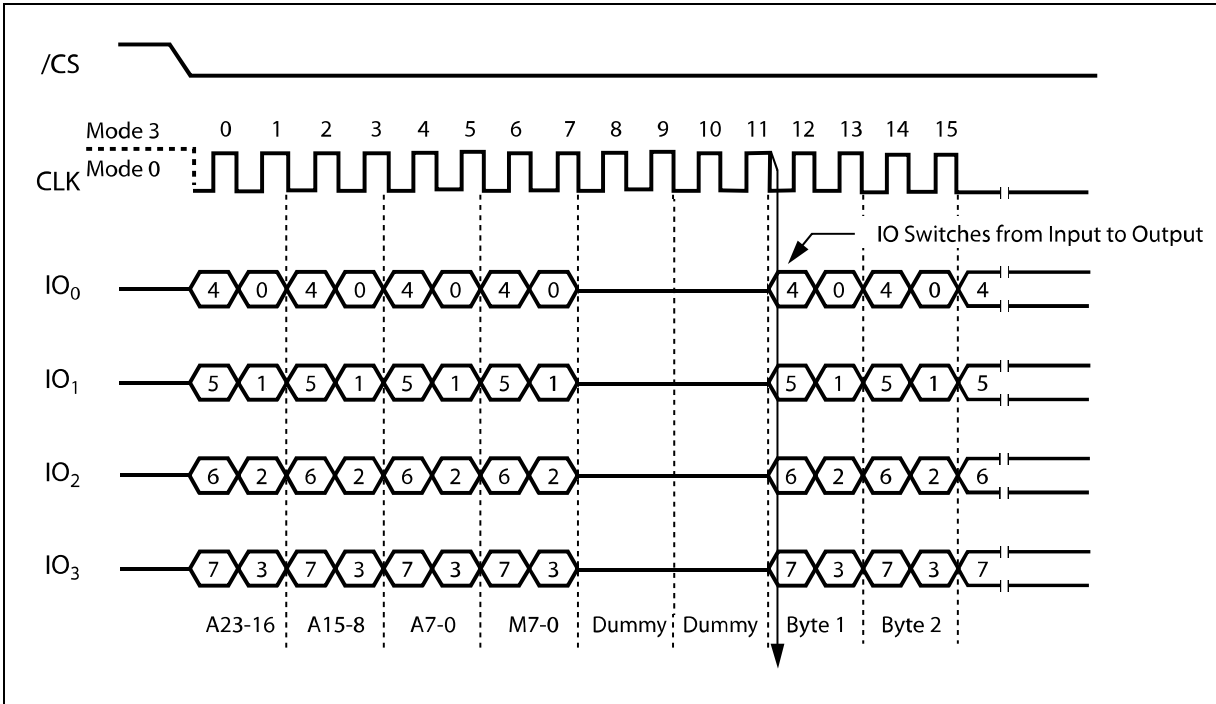 /CS
Mode 3
0 1 2 3 4 5 6 7 8 9 10 11 12 13 14 15
CLK
Mode 0
IO Switches from Input to Output
IO₀ 4 0 4 0 4 0 4 0 4 0 4 0 4
IO₁ 5 1 5 1 5 1 5 1 5 1 5 1 5
IO₂ 6 2 6 2 6 2 6 2 6 2 6 2 6
IO₃ 7 3 7 3 7 3 7 3 7 3 7 3 7
A23-16 A15-8 A7-0 M7-0 Dummy Dummy Byte 1 Byte 2